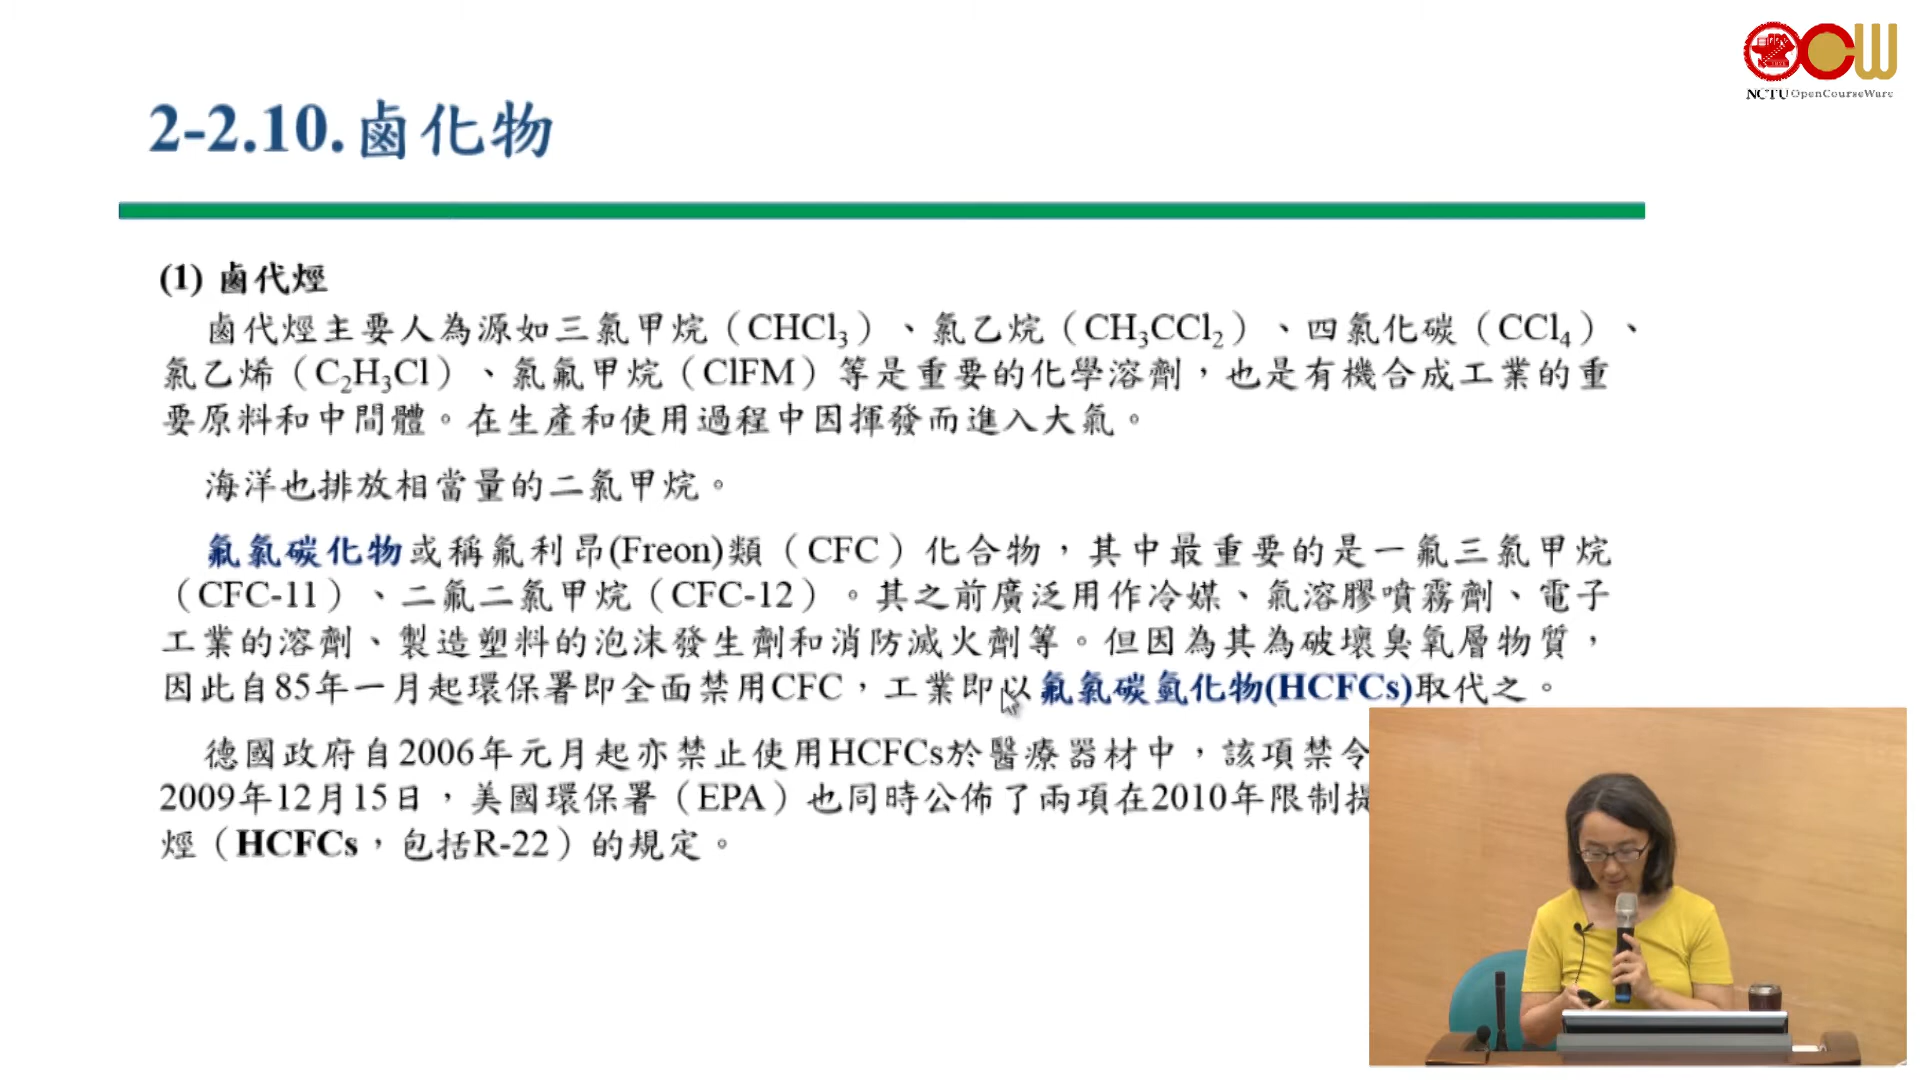 NCTU OpenCourseWare
2-2.10.鹵化物
(1) 鹵代烴
鹵代烴主要人為源如三氯甲烷（CHCl₃）、氯乙烷（CH₃CCl₂）、四氯化碳（CCl₄）、
氯乙烯（C₂H₃Cl）、氯氟甲烷（ClFM）等是重要的化學溶劑，也是有機合成工業的重
要原料和中間體。在生產和使用過程中因揮發而進入大氣。
海洋也排放相當量的二氯甲烷。
氟氯碳化物或稱氟利昂(Freon)類（CFC）化合物，其中最重要的是一氟三氯甲烷
（CFC-11）、二氟二氯甲烷（CFC-12）。其之前廣泛用作冷媒、氣溶膠噴霧劑、電子
工業的溶劑、製造塑料的泡沫發生劑和消防滅火劑等。但因為其為破壞臭氧層物質，
因此自85年一月起環保署即全面禁用CFC，工業即以氟氯碳氫化物(HCFCs)取代之。
德國政府自2006年元月起亦禁止使用HCFCs於醫療器材中，該項禁令
2009年12月15日，美國環保署（EPA）也同時公佈了兩項在2010年限制提
烴（HCFCs，包括R-22）的規定。